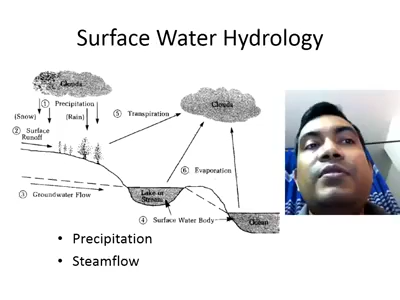 Surface Water Hydrology
Clouds
① Precipitation
(Snow)
(Rain)
② Surface
Runoff
⑤ Transpiration
Clouds
⑥ Evaporation
③ Groundwater Flow
Lake or
Stream
④ Surface Water Body
Ocean
• Precipitation
• Steamflow